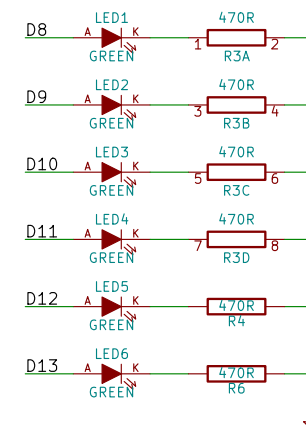 LED1 470R
D8 A K 1 2
GREEN R3A
LED2 470R
D9 A K 3 4
GREEN R3B
LED3 470R
D10 A K 5 6
GREEN R3C
LED4 470R
D11 A K 7 8
GREEN R3D
LED5
D12 A K 470R
GREEN R4
LED6
D13 A K 470R
GREEN R6